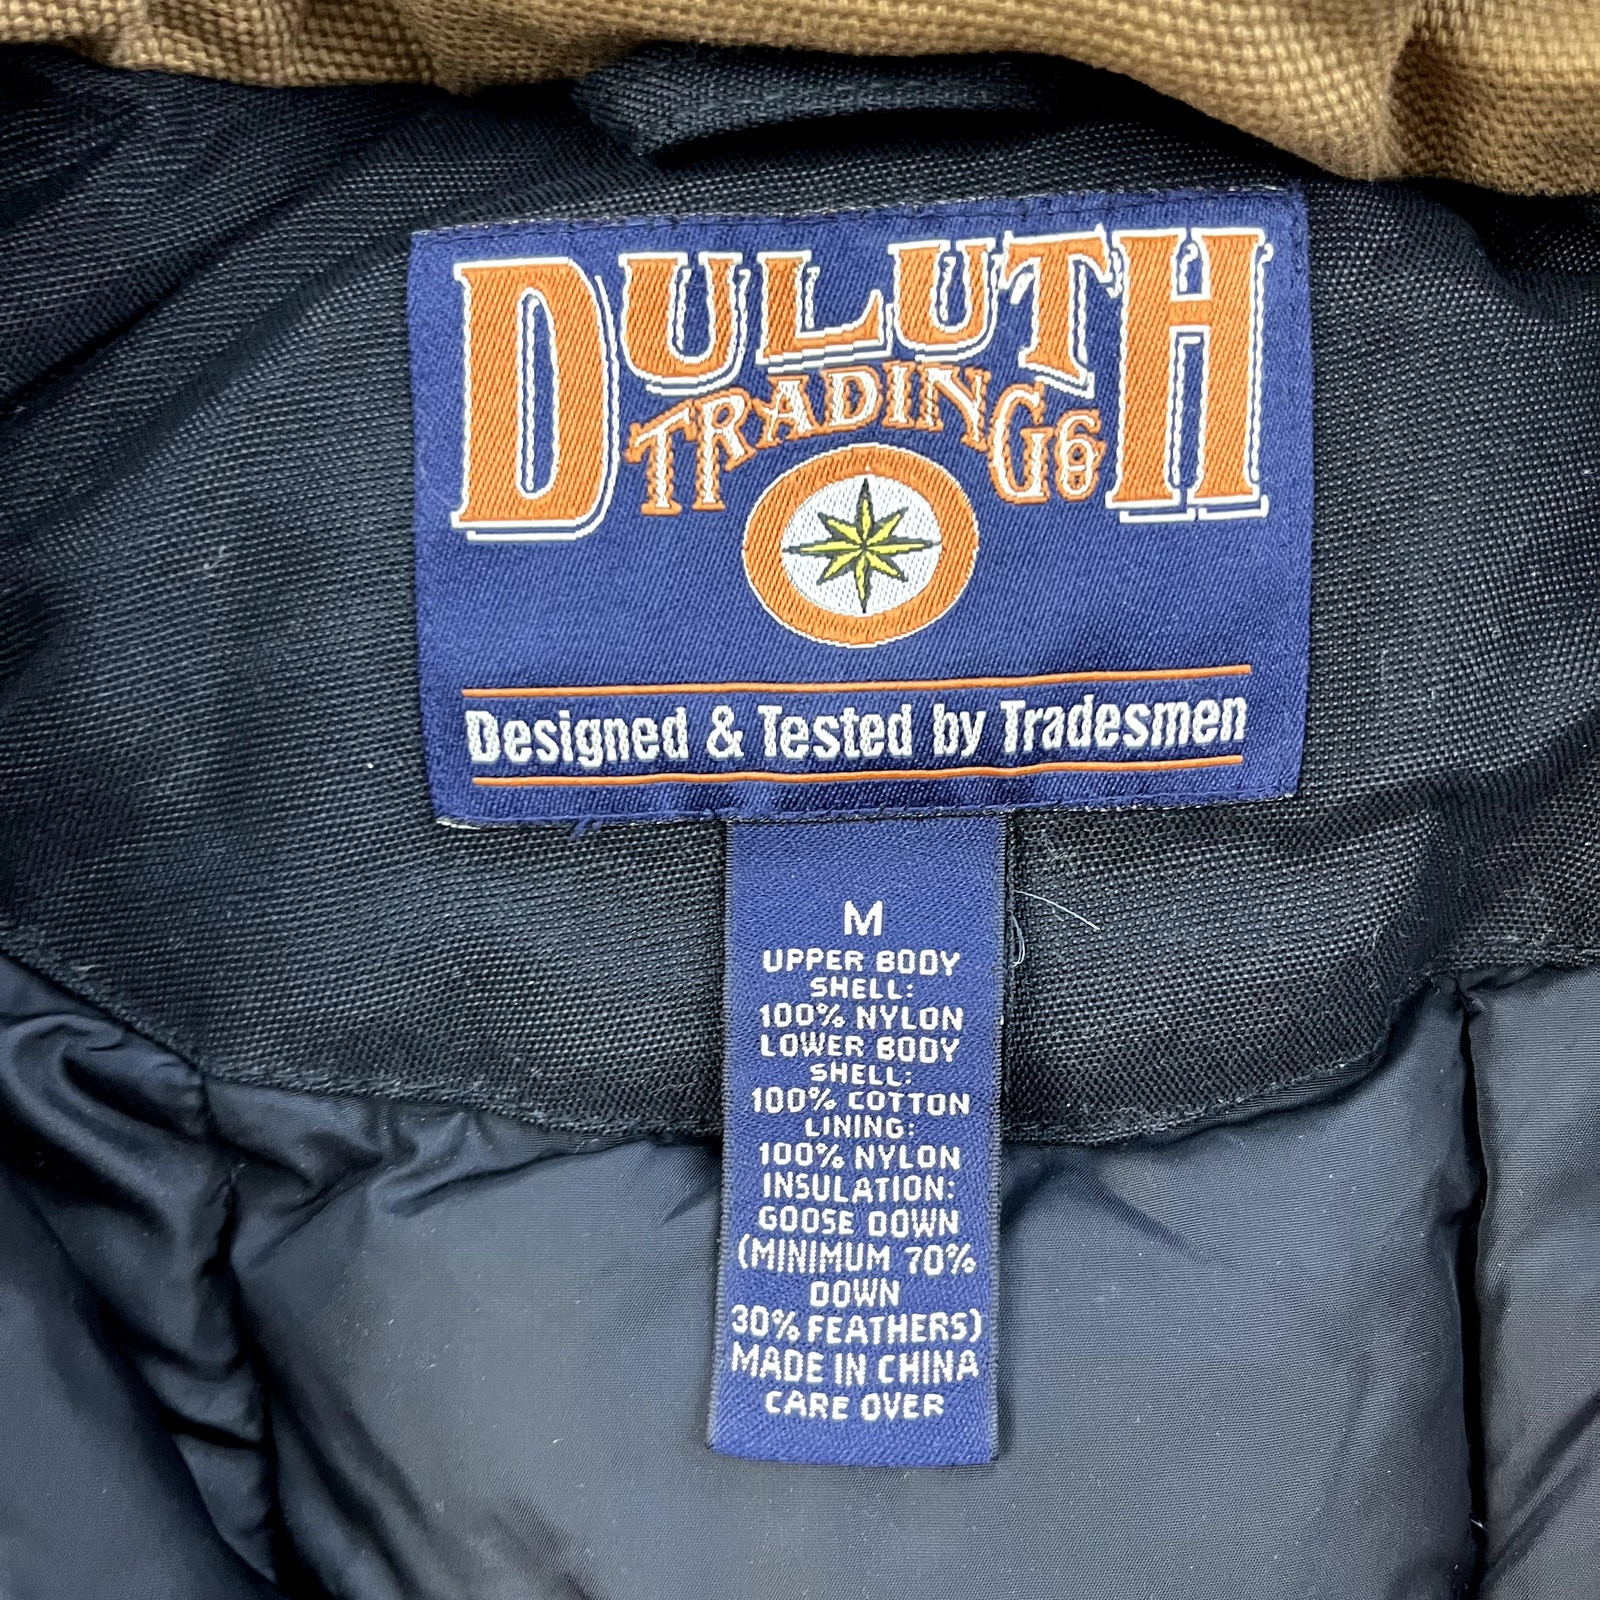 DULUTH
TRADING Co
Designed & Tested by Tradesmen
M
UPPER BODY
SHELL:
100% NYLON
LOWER BODY
SHELL:
100% COTTON
LINING:
100% NYLON
INSULATION:
GOOSE DOWN
(MINIMUM 70%
DOWN
30% FEATHERS)
MADE IN CHINA
CARE OVER